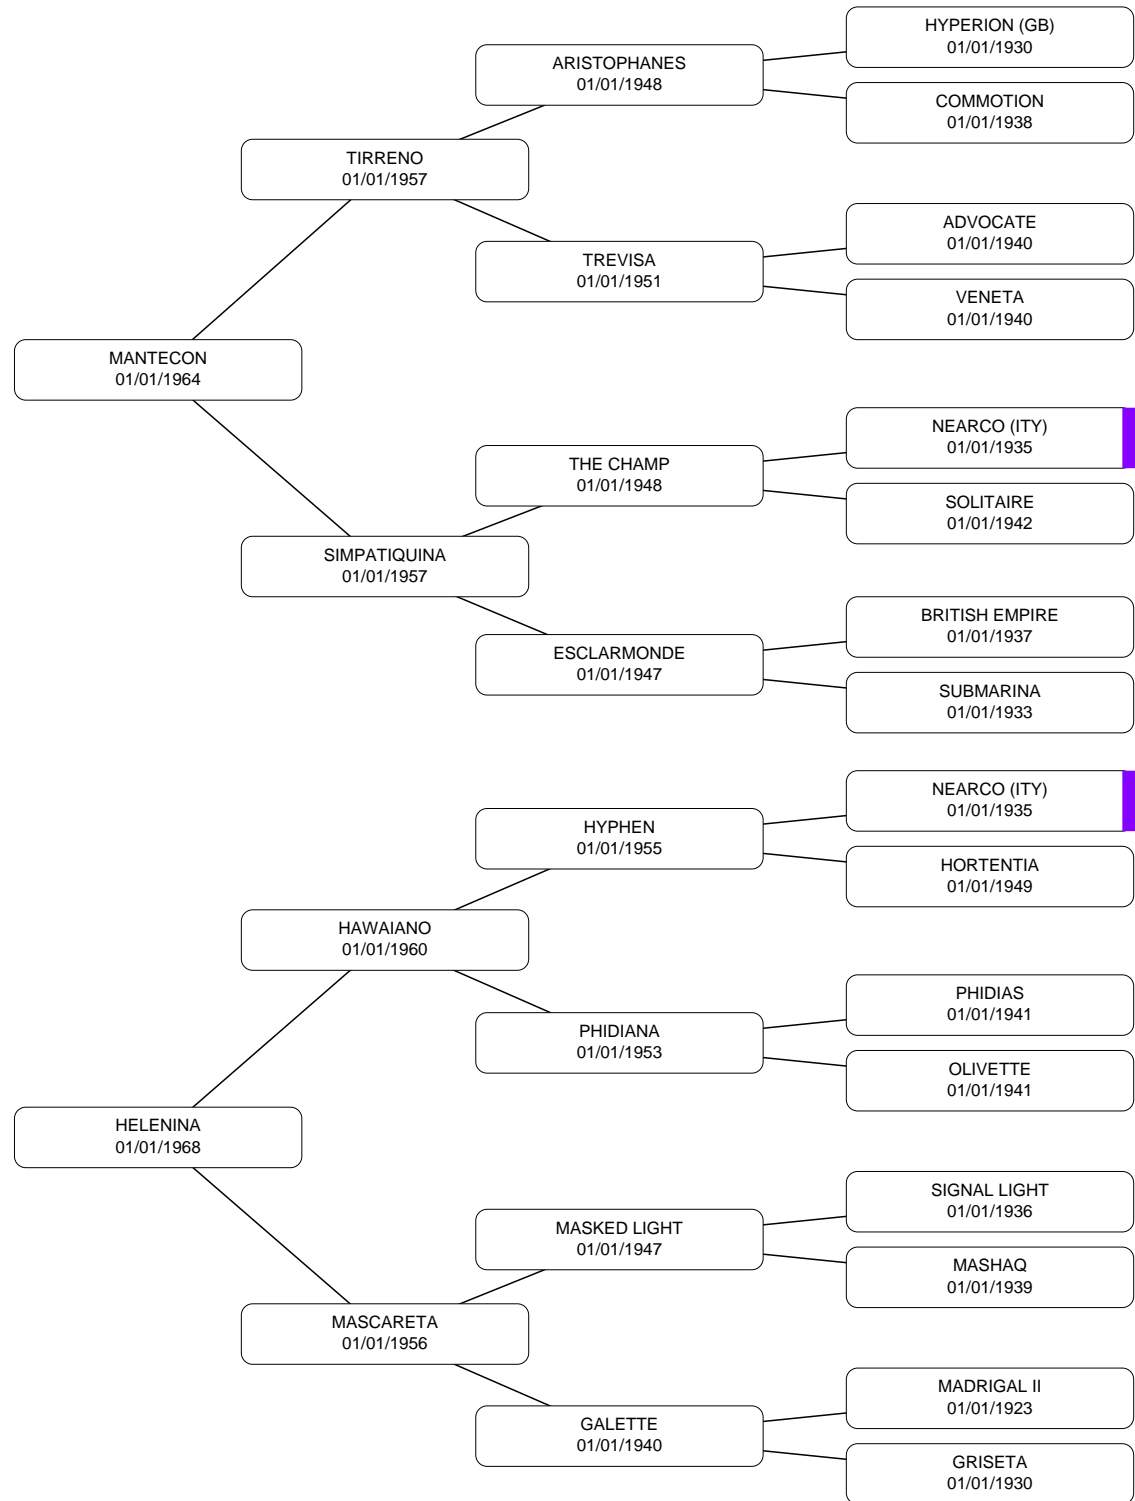 HYPERION (GB)
01/01/1930
ARISTOPHANES
01/01/1948
COMMOTION
01/01/1938
TIRRENO
01/01/1957
ADVOCATE
01/01/1940
TREVISA
01/01/1951
VENETA
01/01/1940
MANTECON
01/01/1964
NEARCO (ITY)
01/01/1935
THE CHAMP
01/01/1948
SOLITAIRE
01/01/1942
SIMPATIQUINA
01/01/1957
BRITISH EMPIRE
01/01/1937
ESCLARMONDE
01/01/1947
SUBMARINA
01/01/1933
NEARCO (ITY)
01/01/1935
HYPHEN
01/01/1955
HORTENTIA
01/01/1949
HAWAIANO
01/01/1960
PHIDIAS
01/01/1941
PHIDIANA
01/01/1953
OLIVETTE
01/01/1941
HELENINA
01/01/1968
SIGNAL LIGHT
01/01/1936
MASKED LIGHT
01/01/1947
MASHAQ
01/01/1939
MASCARETA
01/01/1956
MADRIGAL II
01/01/1923
GALETTE
01/01/1940
GRISETA
01/01/1930